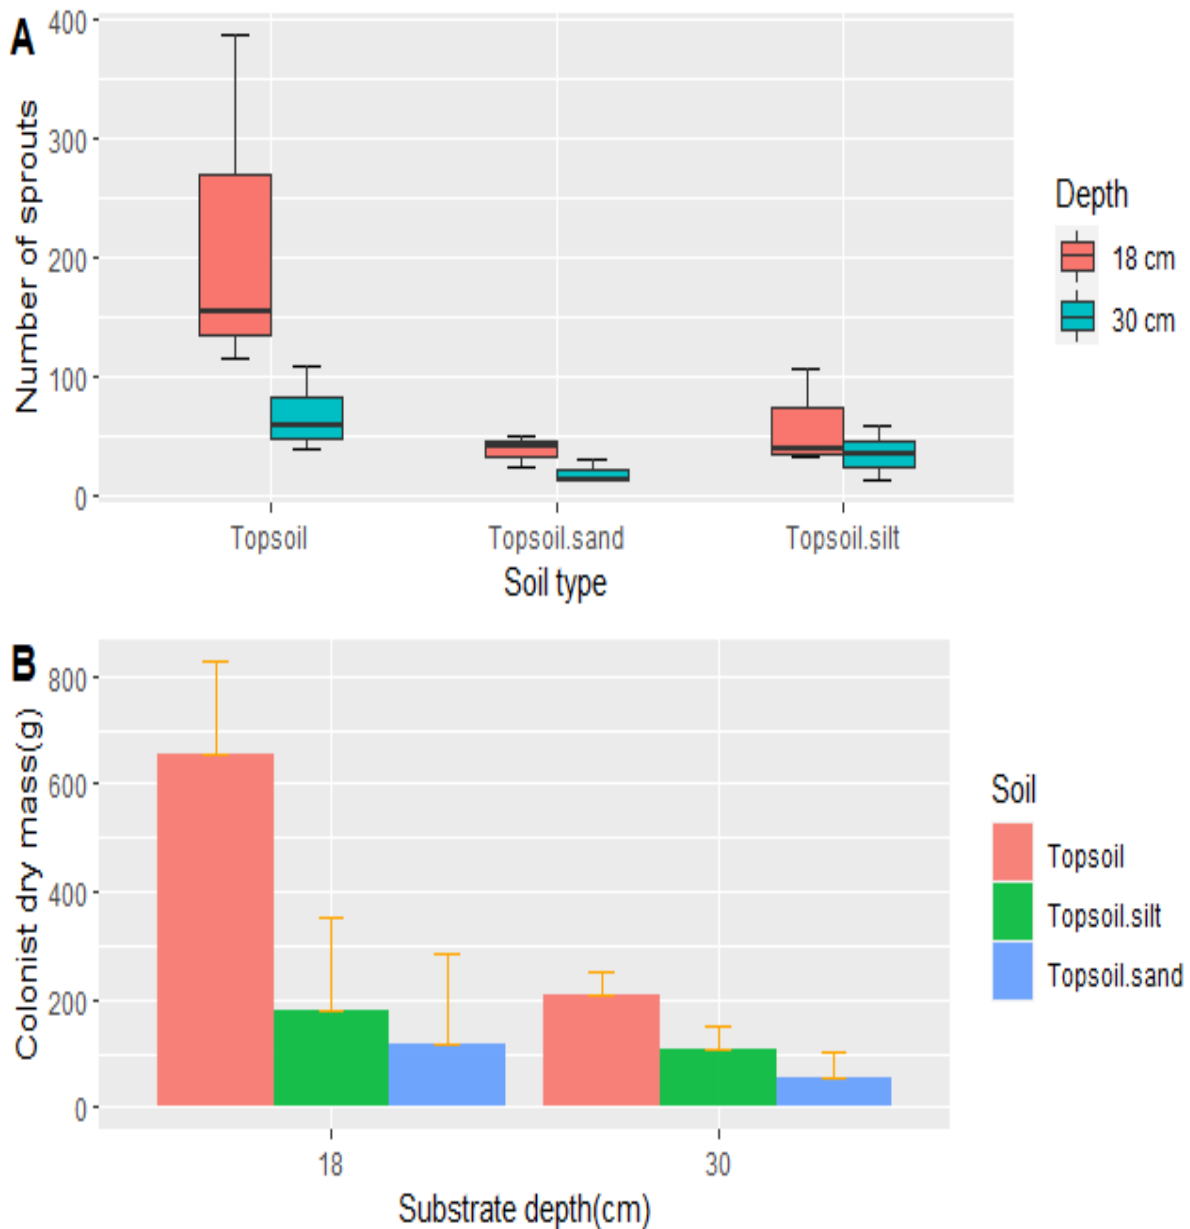 A
Number of sprouts
400
300
200
100
0
Topsoil
Topsoil.sand
Topsoil.silt
Soil type
Depth
18 cm
30 cm
B
Colonist dry mass(g)
800
600
400
200
0
18
30
Substrate depth(cm)
Soil
Topsoil
Topsoil.silt
Topsoil.sand